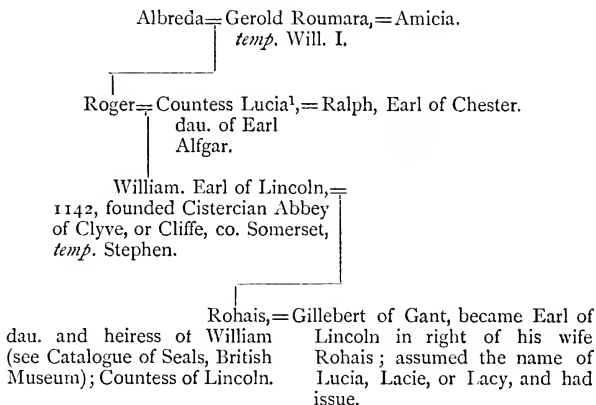 Albreda=Gerold Roumara,=Amicia.
temp. Will. I.
Roger=Countess Lucia¹,=Ralph, Earl of Chester.
dau. of Earl
Alfgar.
William. Earl of Lincoln,=
1142, founded Cistercian Abbey
of Clyve, or Cliffe, co. Somerset,
temp. Stephen.
Rohais,=Gillebert of Gant, became Earl of
dau. and heiress ot William
(see Catalogue of Seals, British
Museum); Countess of Lincoln.
Lincoln in right of his wife
Rohais; assumed the name of
Lucia, Lacie, or Lacy, and had
issue.